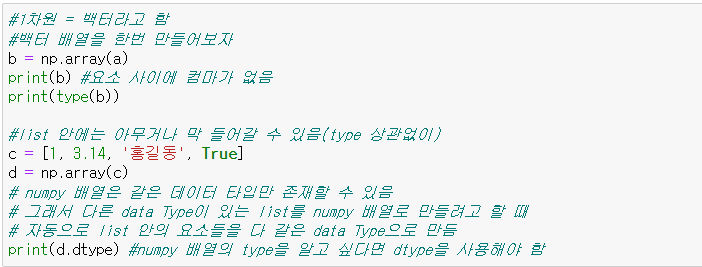 #1차원 = 백터라고 함
#백터 배열을 한번 만들어보자
b = np.array(a)
print(b) #요소 사이에 컴마가 없음
print(type(b))
#list 안에는 아무거나 막 들어갈 수 있음(type 상관없이)
c = [1, 3.14, '홍길동', True]
d = np.array(c)
# numpy 배열은 같은 데이터 타입만 존재할 수 있음
# 그래서 다른 data Type이 있는 list를 numpy 배열로 만들려고 할 때
# 자동으로 list 안의 요소들을 다 같은 data Type으로 만듬
print(d.dtype) #numpy 배열의 type을 알고 싶다면 dtype을 사용해야 함